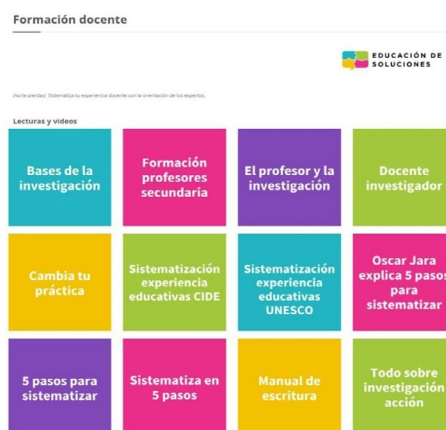 Formación docente
EDUCACIÓN DE
SOLUCIONES
¡No te pierdas! Sistematiza tu experiencia docente con la orientación de los expertos.
Lecturas y videos
Bases de la
investigación
Formación
profesores
secundaria
El profesor y la
investigación
Docente
investigador
Cambia tu
práctica
Sistematización
experiencia
educativas CIDE
Sistematización
experiencia
educativas
UNESCO
Oscar Jara
explica 5 pasos
para
sistematizar
5 pasos para
sistematizar
Sistematiza en
5 pasos
Manual de
escritura
Todo sobre
investigación
acción